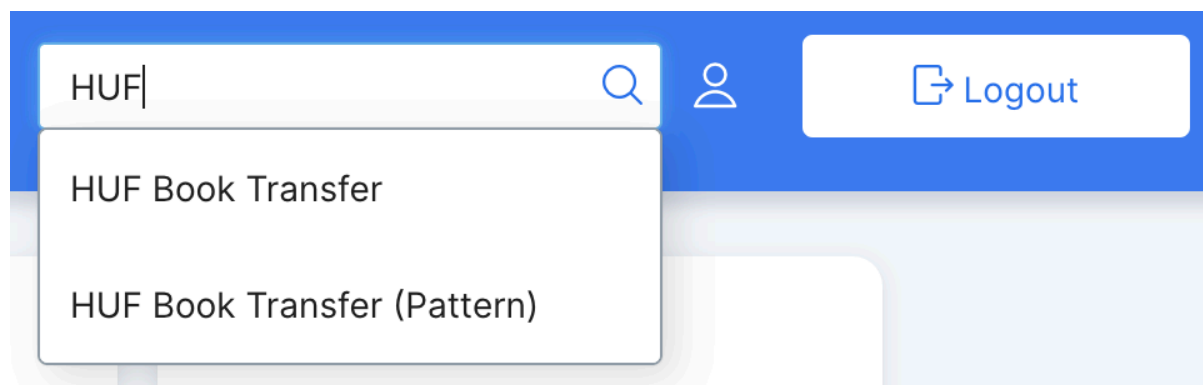 HUF
Logout
HUF Book Transfer
HUF Book Transfer (Pattern)